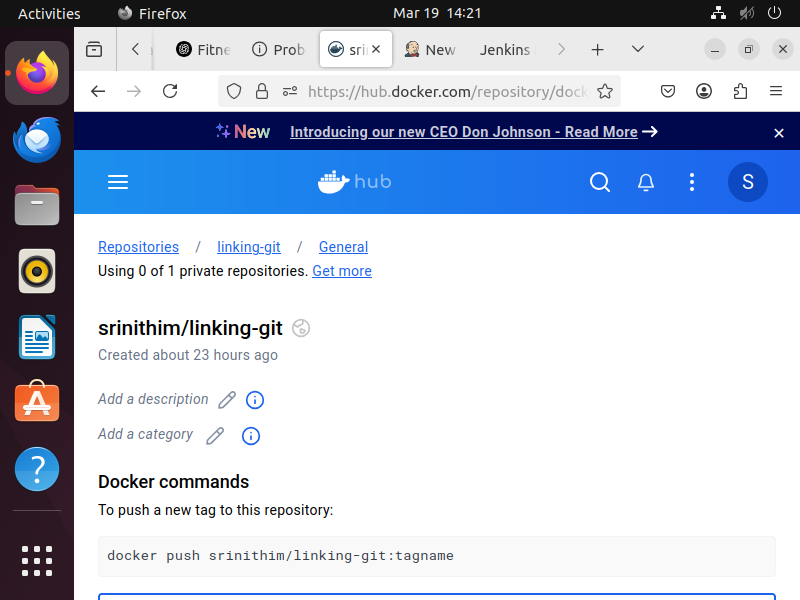 Activities Firefox Mar 19 14:21
Fitne Prob sri New Jenkins
https://hub.docker.com/repository/dock
New Introducing our new CEO Don Johnson - Read More
hub S
Repositories / linking-git / General
Using 0 of 1 private repositories. Get more
srinithim/linking-git
Created about 23 hours ago
Add a description
Add a category
Docker commands
To push a new tag to this repository:
docker push srinithim/linking-git:tagname